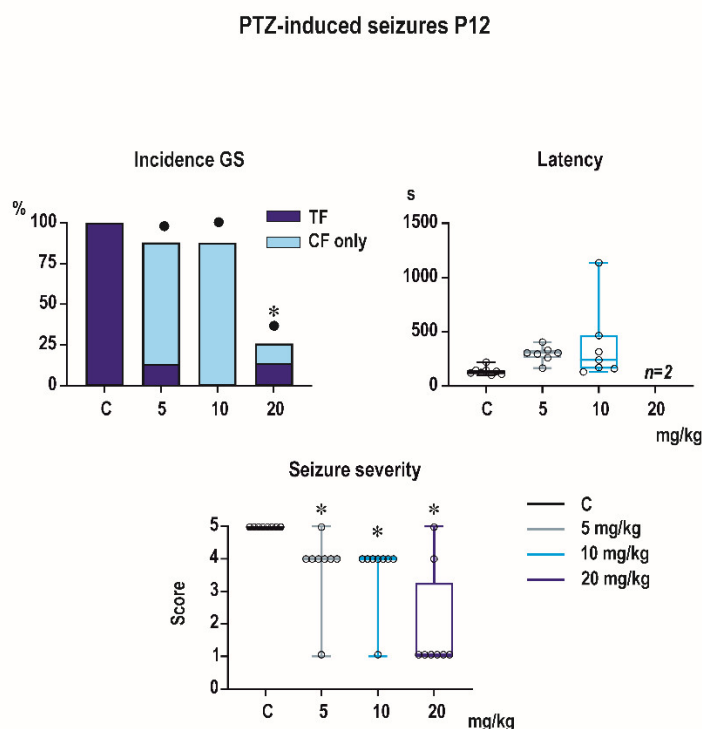 PTZ-induced seizures P12
Incidence GS
%
100
75
50
25
0
C 5 10 20
*
TF
CF only
Latency
s
1500
1000
500
0
n=2
C 5 10 20
mg/kg
Seizure severity
Score
5
4
3
2
1
0
* * *
C 5 10 20
mg/kg
C
5 mg/kg
10 mg/kg
20 mg/kg